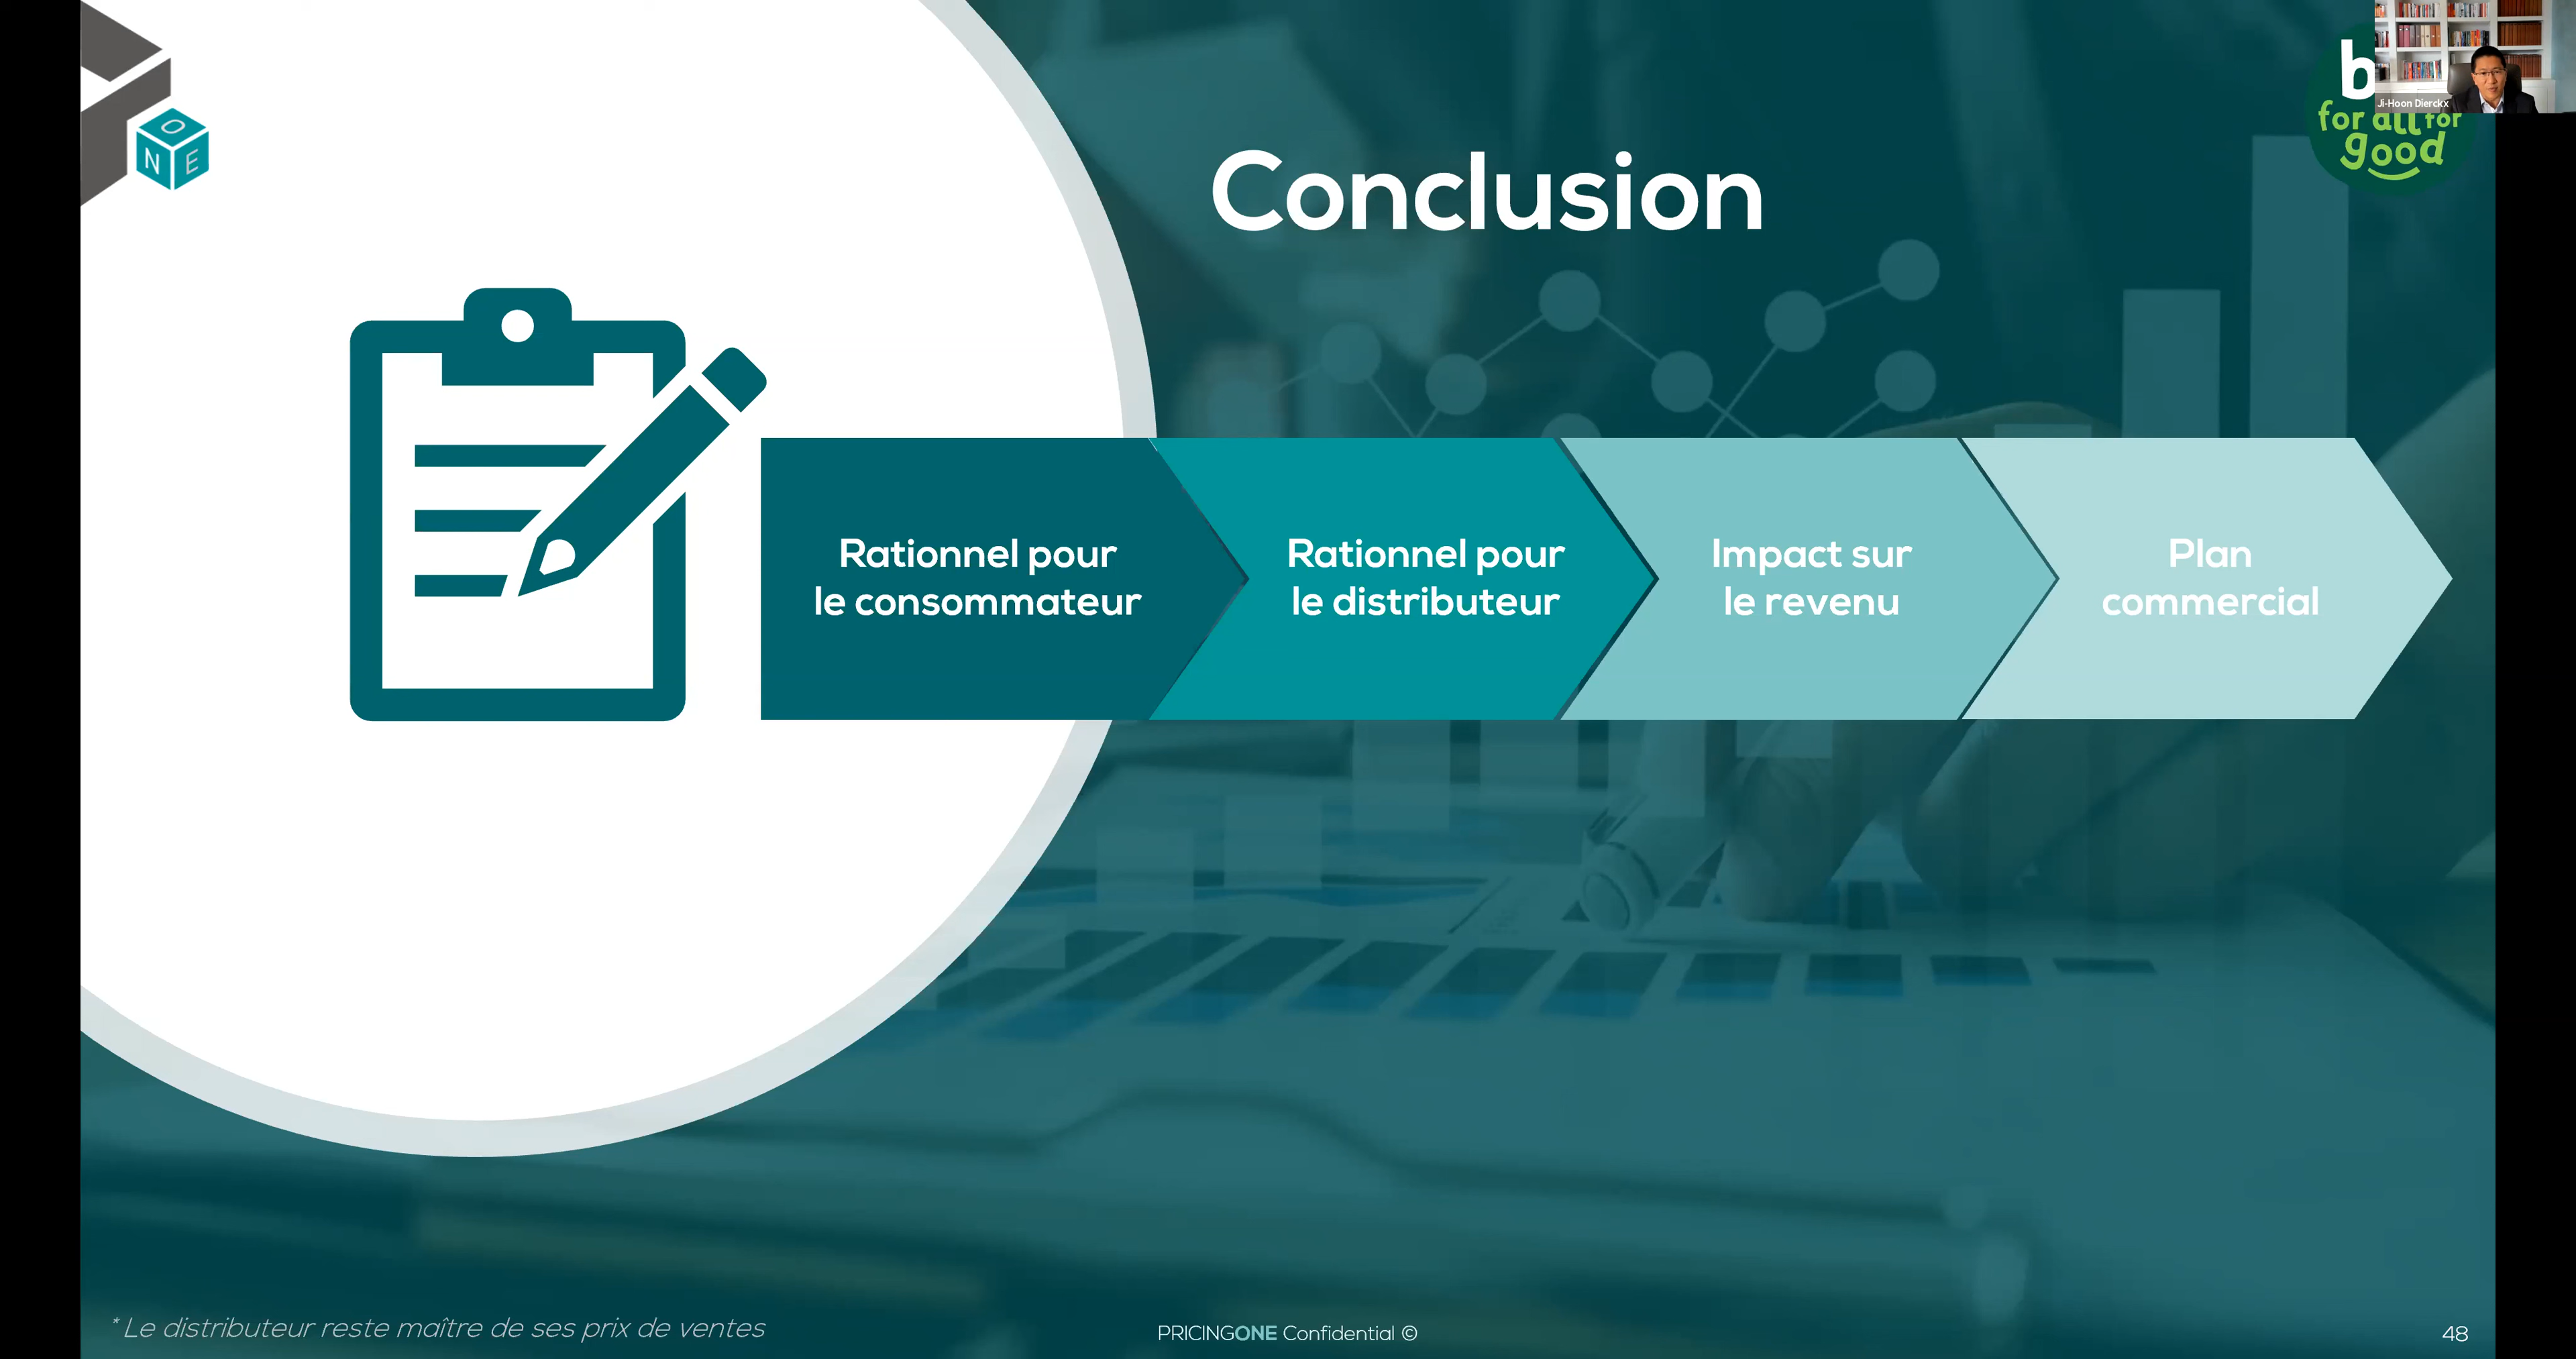 O
N E
b
Ji-Hoon Dierckx
for all for
good
Conclusion
Rationnel pour
le consommateur
Rationnel pour
le distributeur
Impact sur
le revenu
Plan
commercial
* Le distributeur reste maître de ses prix de ventes
PRICINGONE Confidential ©
48